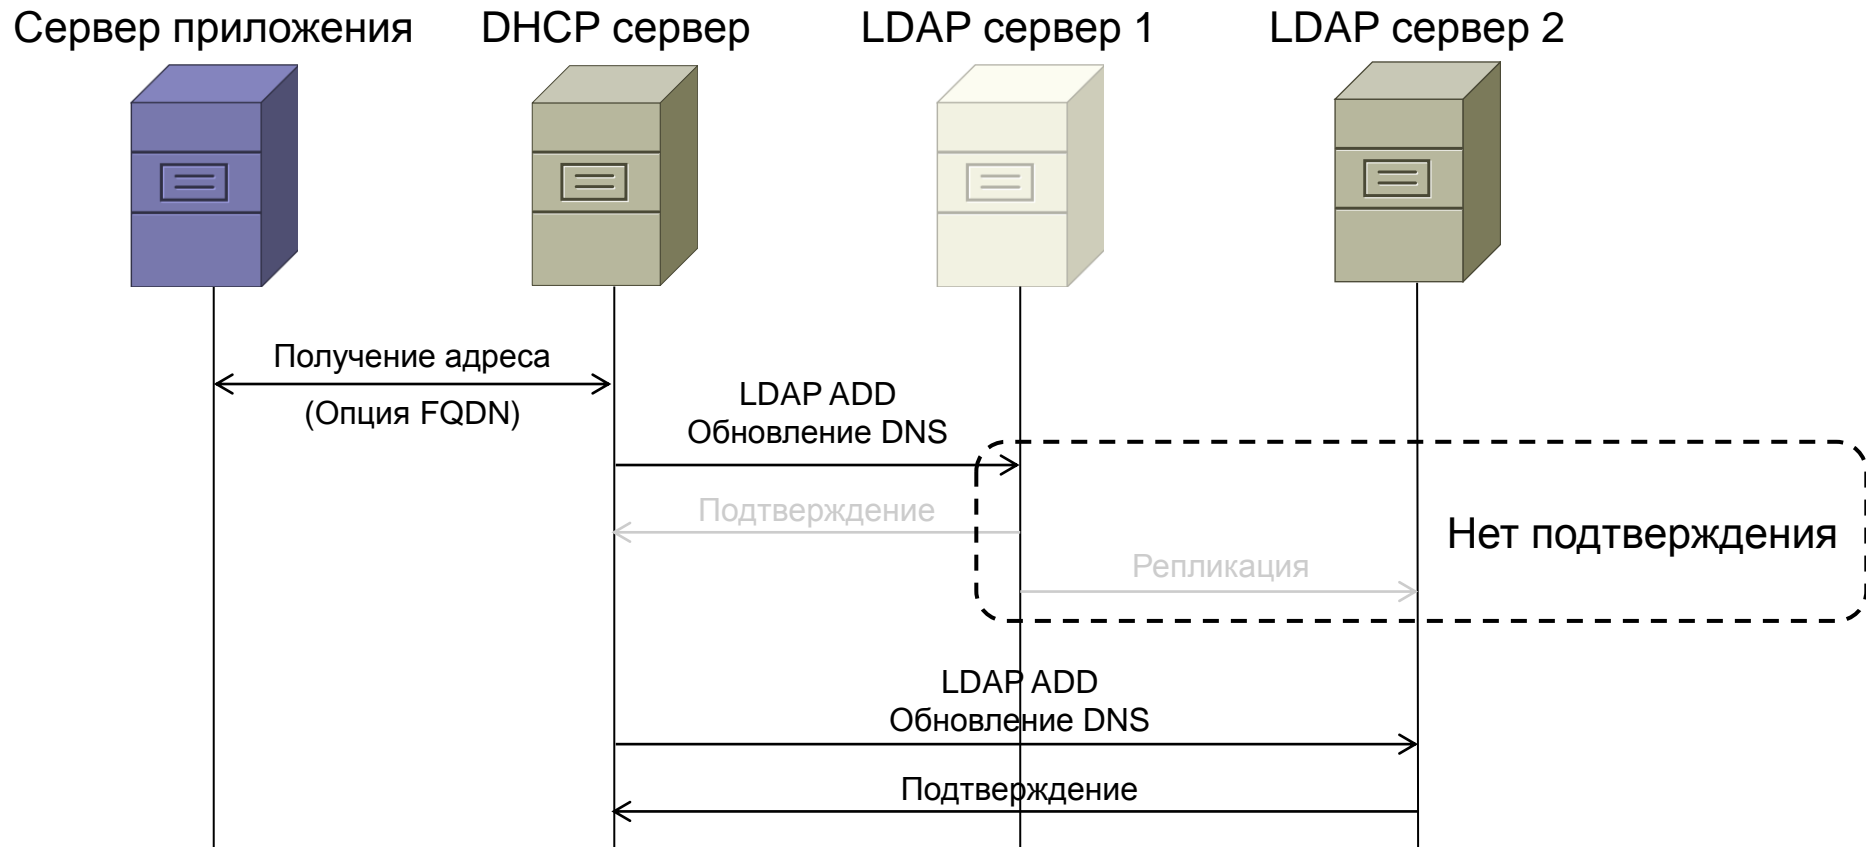 Сервер приложения
DHCP сервер
LDAP сервер 1
LDAP сервер 2
Получение адреса
(Опция FQDN)
LDAP ADD
Обновление DNS
Подтверждение
Репликация
Нет подтверждения
LDAP ADD
Обновление DNS
Подтверждение